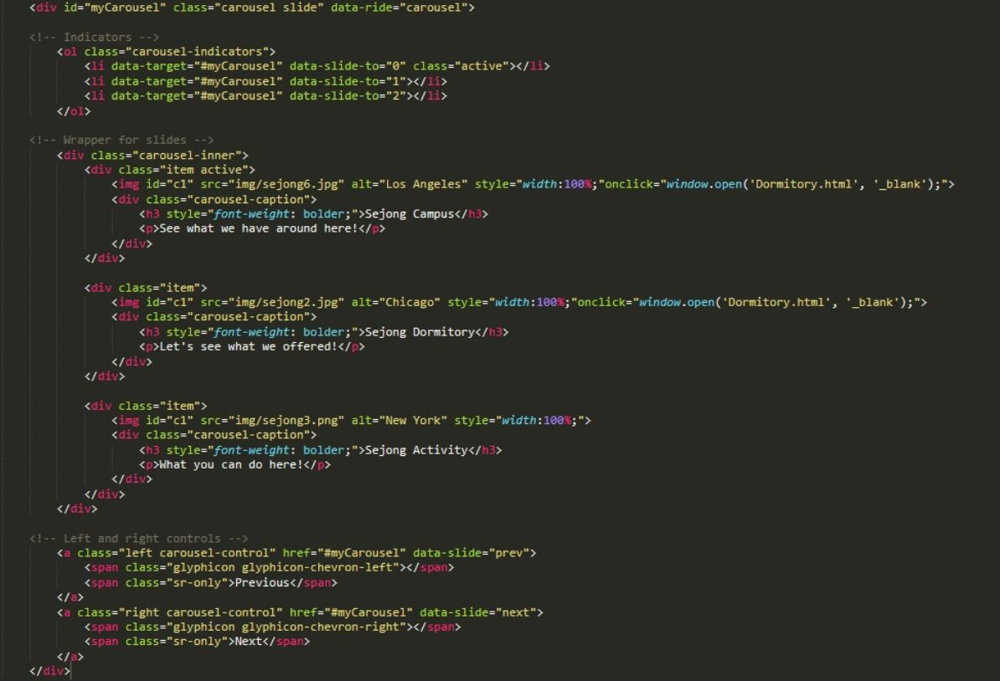 <div id="myCarousel" class="carousel slide" data-ride="carousel">
<!-- Indicators -->
<ol class="carousel-indicators">
<li data-target="#myCarousel" data-slide-to="0" class="active"></li>
<li data-target="#myCarousel" data-slide-to="1"></li>
<li data-target="#myCarousel" data-slide-to="2"></li>
</ol>
<!-- Wrapper for slides -->
<div class="carousel-inner">
<div class="item active">
<img id="c1" src="img/sejong6.jpg" alt="Los Angeles" style="width:100%;"onclick="window.open('Dormitory.html', '_blank');">
<div class="carousel-caption">
<h3 style="font-weight: bolder;">Sejong Campus</h3>
<p>See what we have around here!</p>
</div>
</div>
<div class="item">
<img id="c1" src="img/sejong2.jpg" alt="Chicago" style="width:100%;"onclick="window.open('Dormitory.html', '_blank');">
<div class="carousel-caption">
<h3 style="font-weight: bolder;">Sejong Dormitory</h3>
<p>Let's see what we offered!</p>
</div>
</div>
<div class="item">
<img id="c1" src="img/sejong3.png" alt="New York" style="width:100%;">
<div class="carousel-caption">
<h3 style="font-weight: bolder;">Sejong Activity</h3>
<p>What you can do here!</p>
</div>
</div>
</div>
<!-- Left and right controls -->
<a class="left carousel-control" href="#myCarousel" data-slide="prev">
<span class="glyphicon glyphicon-chevron-left"></span>
<span class="sr-only">Previous</span>
</a>
<a class="right carousel-control" href="#myCarousel" data-slide="next">
<span class="glyphicon glyphicon-chevron-right"></span>
<span class="sr-only">Next</span>
</a>
</div>